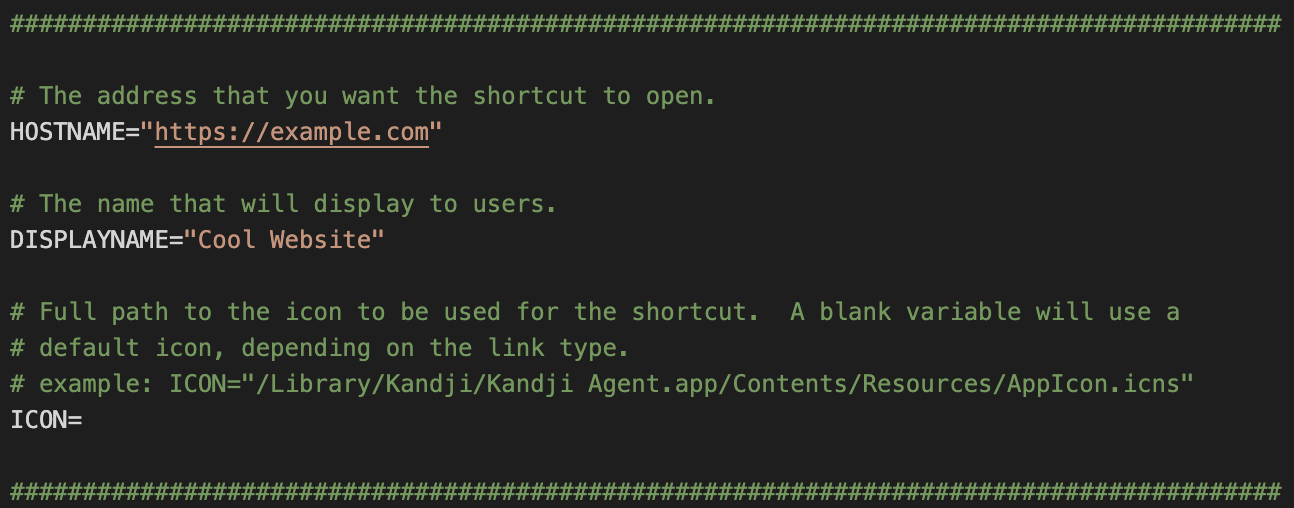 ########################################################################################
# The address that you want the shortcut to open.
HOSTNAME="https://example.com"
# The name that will display to users.
DISPLAYNAME="Cool Website"
# Full path to the icon to be used for the shortcut.  A blank variable will use a
# default icon, depending on the link type.
# example: ICON="/Library/Kandji/Kandji Agent.app/Contents/Resources/AppIcon.icns"
ICON=
########################################################################################